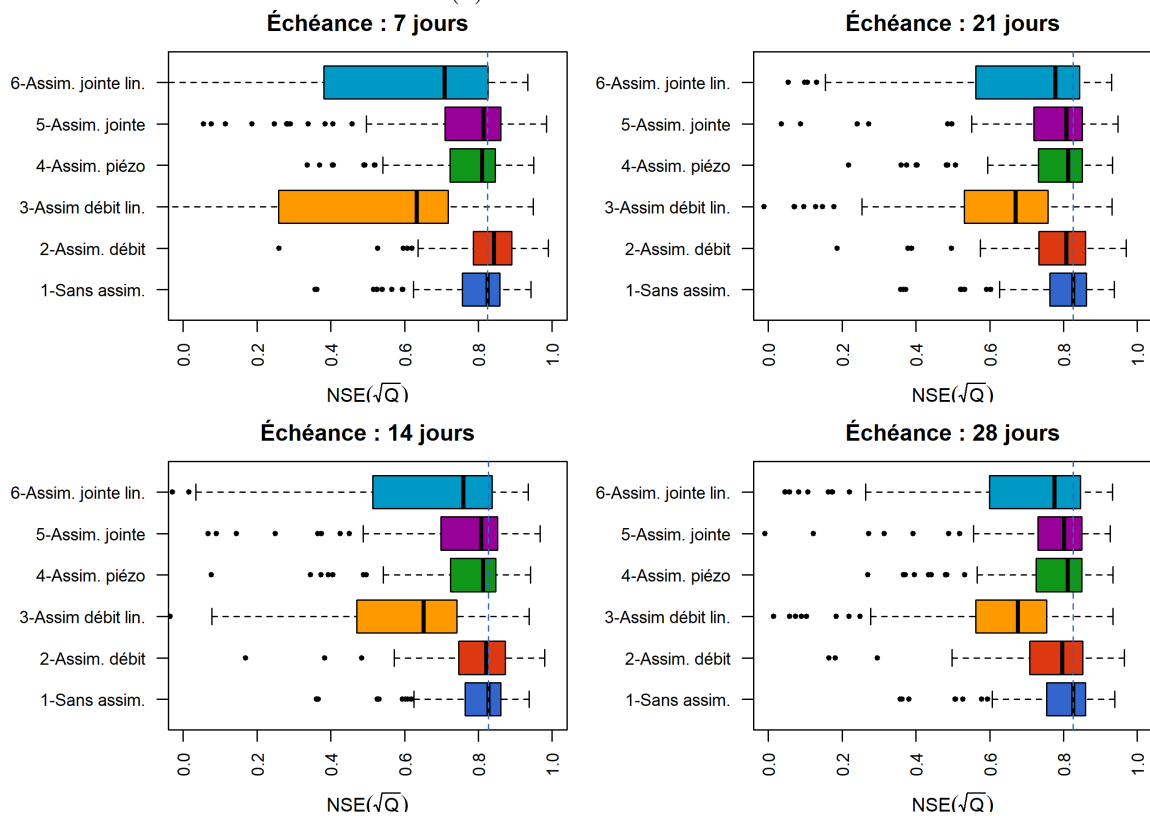 Échéance : 7 jours
6-Assim. jointe lin.
5-Assim. jointe
4-Assim. piézo
3-Assim débit lin.
2-Assim. débit
1-Sans assim.
0.0 0.2 0.4 0.6 0.8 1.0
NSE(√Q)
Échéance : 21 jours
6-Assim. jointe lin.
5-Assim. jointe
4-Assim. piézo
3-Assim débit lin.
2-Assim. débit
1-Sans assim.
0.0 0.2 0.4 0.6 0.8 1.0
NSE(√Q)
Échéance : 14 jours
6-Assim. jointe lin.
5-Assim. jointe
4-Assim. piézo
3-Assim débit lin.
2-Assim. débit
1-Sans assim.
0.0 0.2 0.4 0.6 0.8 1.0
NSE(√Q)
Échéance : 28 jours
6-Assim. jointe lin.
5-Assim. jointe
4-Assim. piézo
3-Assim débit lin.
2-Assim. débit
1-Sans assim.
0.0 0.2 0.4 0.6 0.8 1.0
NSE(√Q)